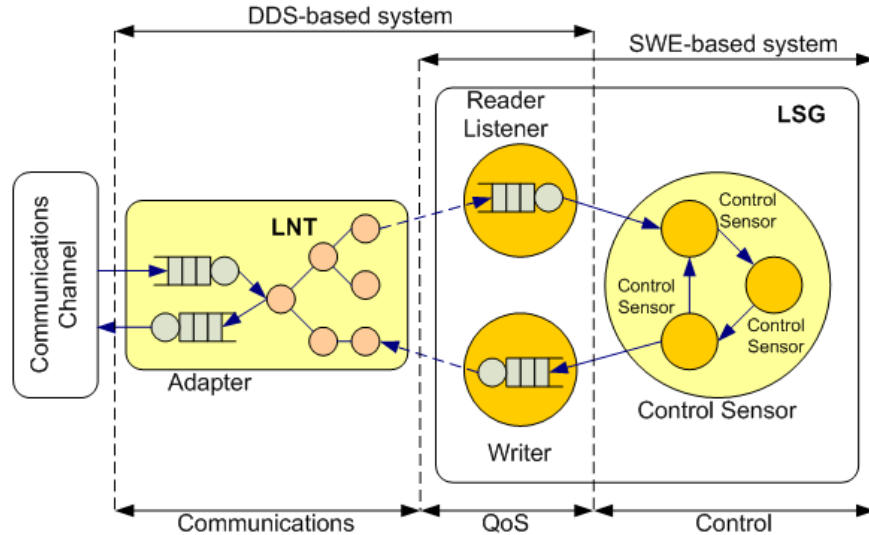 DDS-based system
SWE-based system
Reader
Listener
LSG
Communications
Channel
LNT
Control
Sensor
Control
Sensor
Control
Sensor
Adapter
Writer
Control Sensor
Communications
QoS
Control